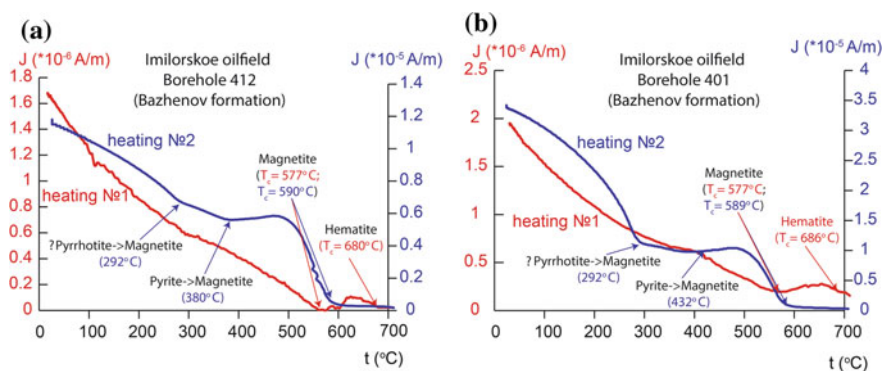 (a)
J (*10⁻⁶ A/m)
Imilorskoe oilfield
Borehole 412
(Bazhenov formation)
J (*10⁻⁵ A/m)
1.8
1.6
1.4
1.2
1
0.8
0.6
0.4
0.2
0
1.4
1.2
1
0.8
0.6
0.4
0.2
0
heating №2
heating №1
Magnetite
(Tc= 577°C;
Tc= 590°C)
Hematite
(Tc= 680°C)
?Pyrrhotite->Magnetite
(292°C)
Pyrite->Magnetite
(380°C)
0 100 200 300 400 500 600 700
t (°C)
(b)
J (*10⁻⁶ A/m)
Imilorskoe oilfield
Borehole 401
(Bazhenov formation)
J (*10⁻⁵ A/m)
2.5
2
1.5
1
0.5
0
4
3.5
3
2.5
2
1.5
1
0.5
0
heating №2
heating №1
Magnetite
(Tc= 577°C;
Tc= 589°C)
Hematite
(Tc= 686°C)
?Pyrrhotite->Magnetite
(292°C)
Pyrite->Magnetite
(432°C)
0 100 200 300 400 500 600 700
t (°C)